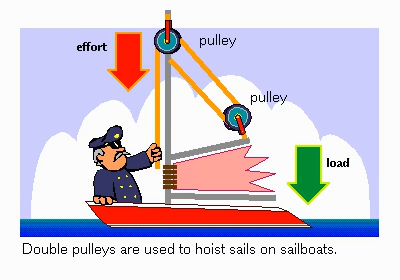 effort
pulley
pulley
load
Double pulleys are used to hoist sails on sailboats.